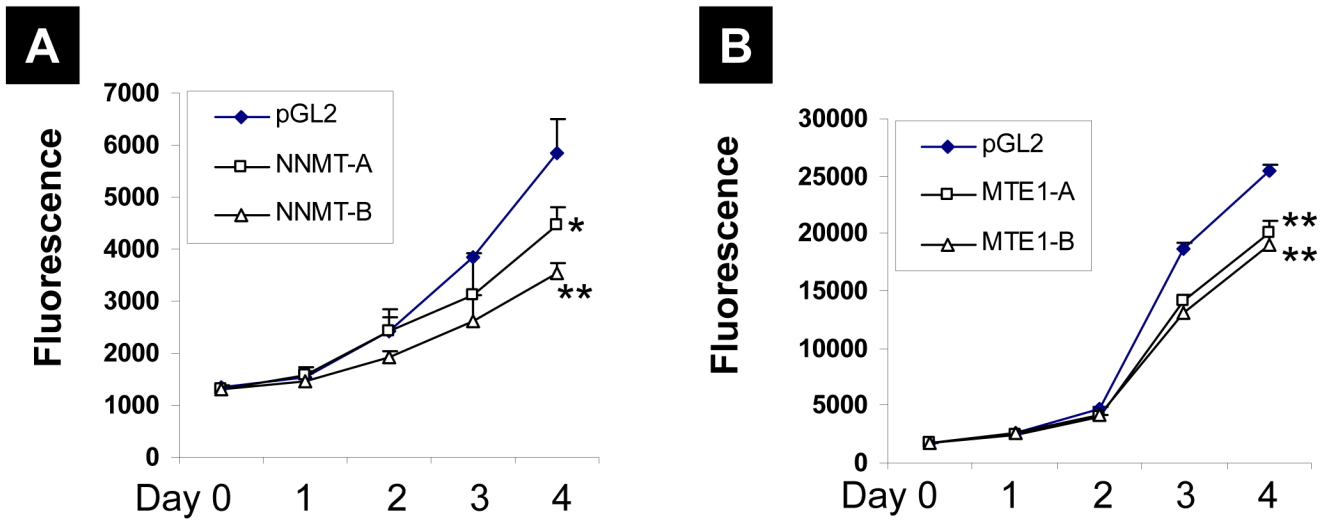 A
Fluorescence
7000
6000
5000
4000
3000
2000
1000
0
pGL2
NNMT-A
NNMT-B
*
**
Day 0 1 2 3 4
B
Fluorescence
30000
25000
20000
15000
10000
5000
0
pGL2
MTE1-A
MTE1-B
**
**
Day 0 1 2 3 4